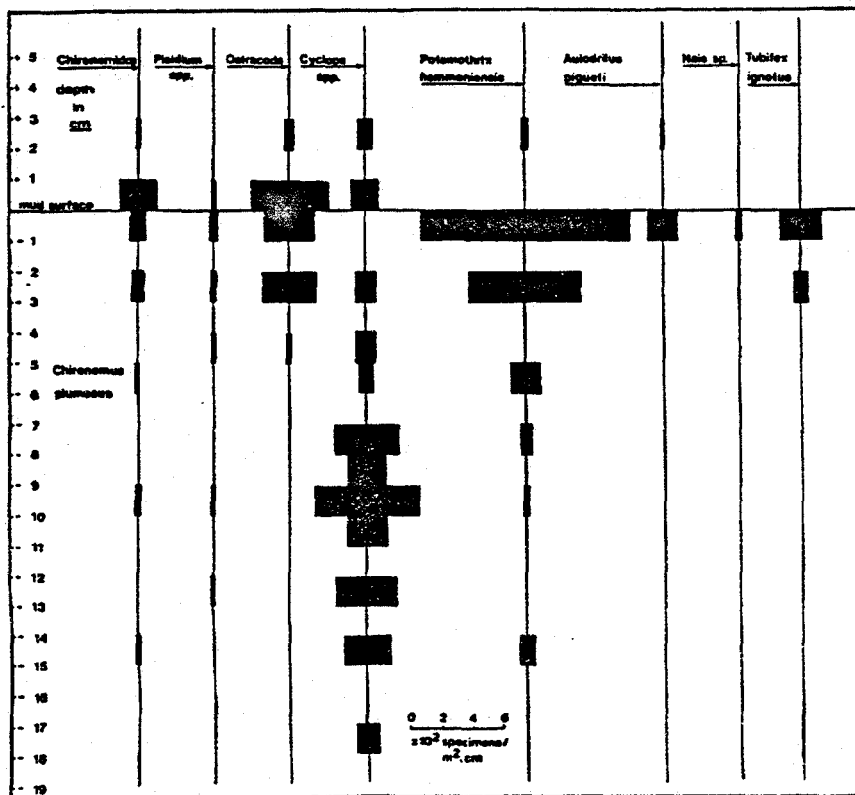 Chironomidae
Pisidium
spp.
Ostracoda
Cyclops
spp.
Potamothrix
hammoniensis
Aulodrilus
pigueti
Nais sp.
Tubifex
ignotus
depth
in
cm
+ 5
+ 4
+ 3
+ 2
+ 1
mud surface
- 1
- 2
- 3
- 4
- 5
- 6
- 7
- 8
- 9
- 10
- 11
- 12
- 13
- 14
- 15
- 16
- 17
- 18
- 19
Chironomus
plumosus
0 2 4 6
x10² specimens/
m².cm